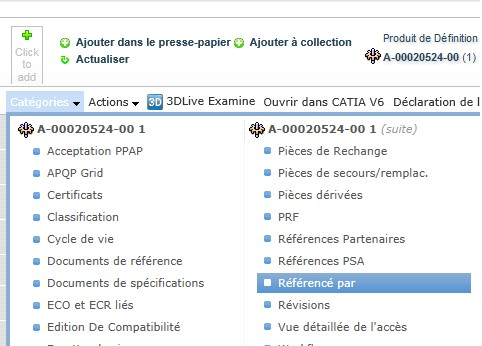 Click to add
Ajouter dans le presse-papier
Ajouter à collection
Actualiser
Produit de Définition
A-00020524-00 (1)
Catégories
Actions
3D
3DLive Examine
Ouvrir dans CATIA V6
Déclaration de l
A-00020524-00 1
Acceptation PPAP
APQP Grid
Certificats
Classification
Cycle de vie
Documents de référence
Documents de spécifications
ECO et ECR liés
Edition De Compatibilité
A-00020524-00 1 (suite)
Pièces de Rechange
Pièces de secours/remplac.
Pièces dérivées
PRF
Références Partenaires
Références PSA
Référencé par
Révisions
Vue détaillée de l'accès